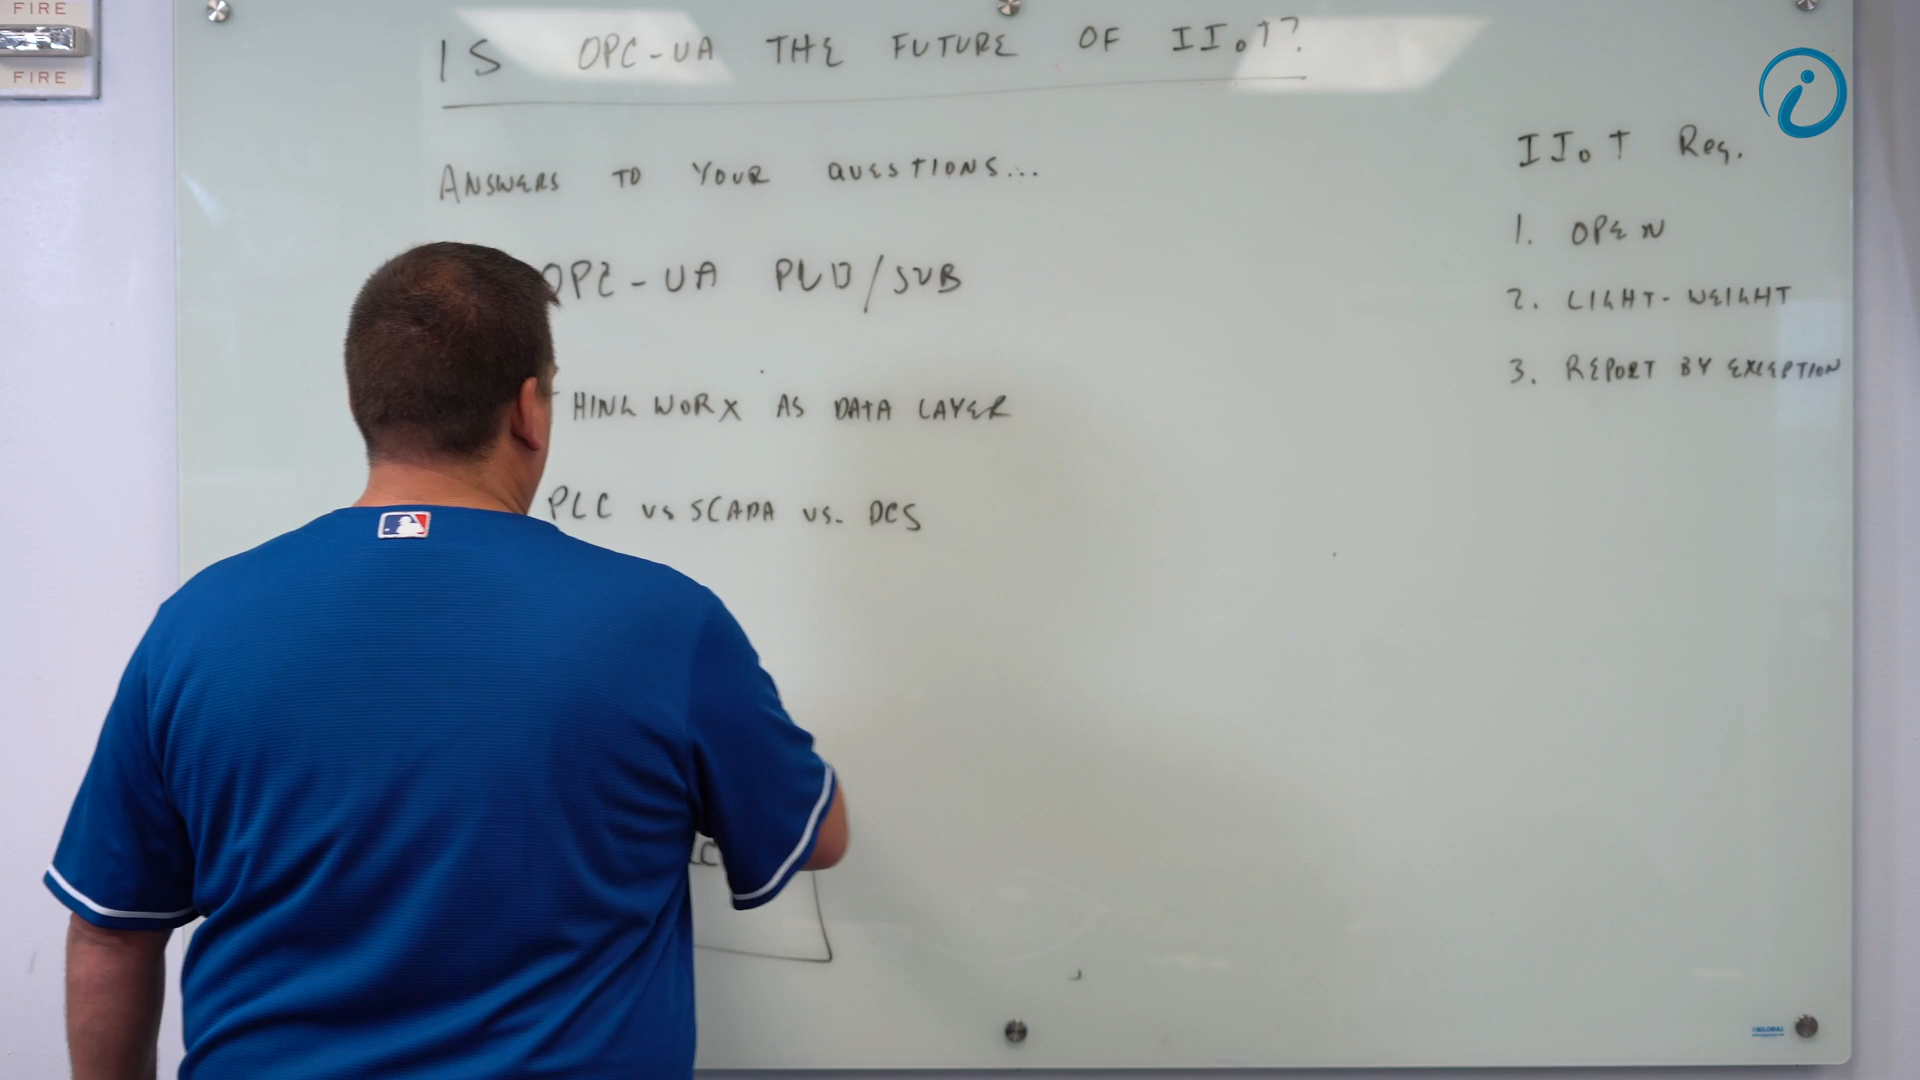 FIRE
FIRE
IS OPC-UA THE FUTURE OF IIoT?
ANSWERS TO YOUR QUESTIONS...
OPC-UA PUB/SUB
THINGWORX AS DATA LAYER
PLC vs SCADA vs. DCS
IIoT Req.
1. OPEN
2. LIGHT-WEIGHT
3. REPORT BY EXCEPTION